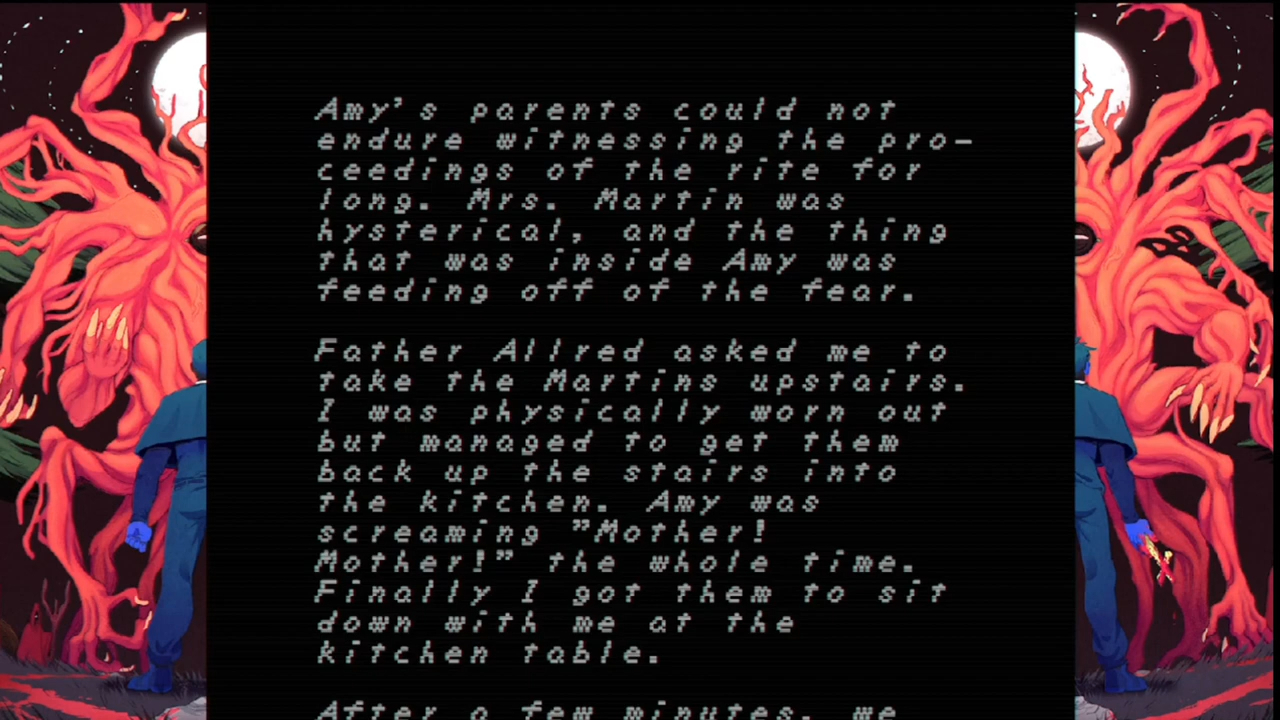 Amy's parents could not
endure witnessing the pro-
ceedings of the rite for
long. Mrs. Martin was
hysterical, and the thing
that was inside Amy was
feeding off of the fear.
Father Allred asked me to
take the Martins upstairs.
I was physically worn out
but managed to get them
back up the stairs into
the kitchen. Amy was
screaming "Mother!
Mother!" the whole time.
Finally I got them to sit
down with me at the
kitchen table.
After a few minutes, we